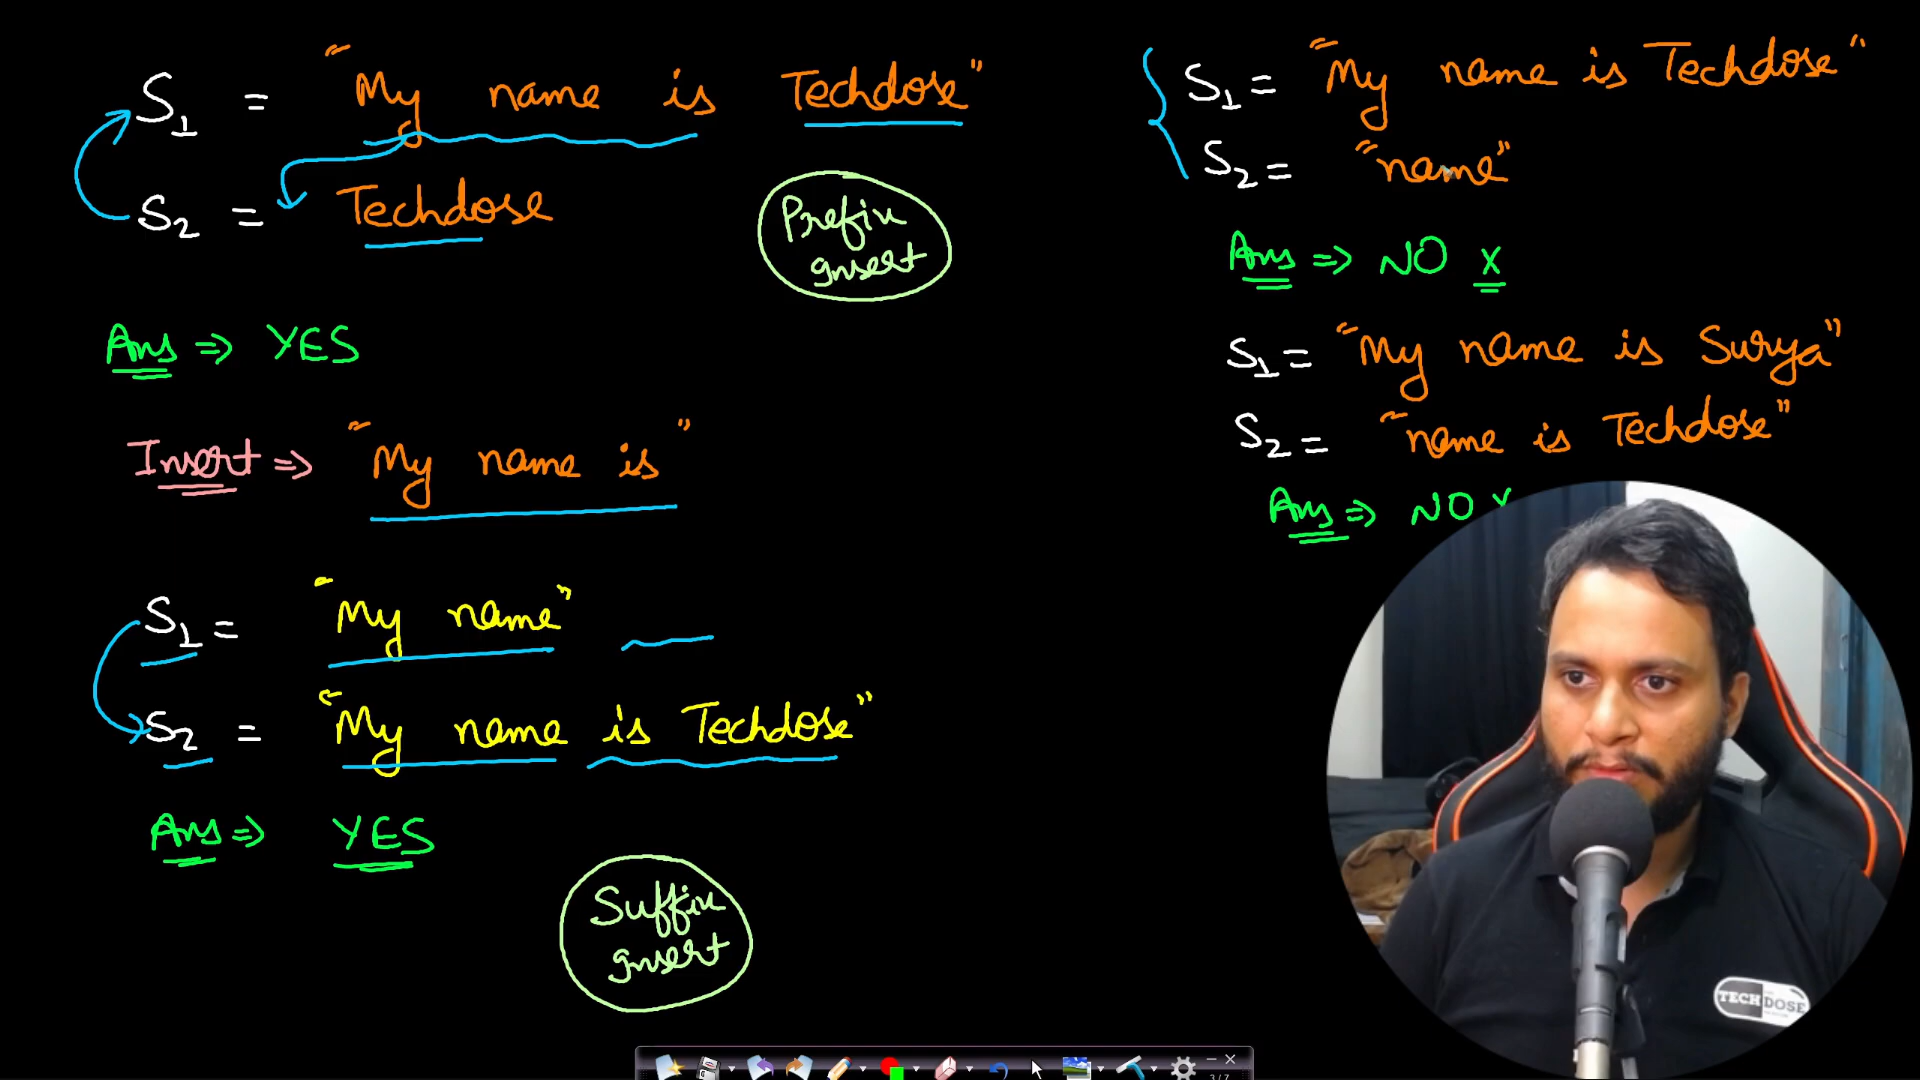 S1 = "My name is Techdose"
S2 = Techdose
Prefix
Insert
Ans => YES
Insert => "My name is"
S1 = "My name"
S2 = "My name is Techdose"
Ans => YES
Suffix
Insert
S1 = "My name is Techdose"
S2 = "name"
Ans => NO X
S1 = "My name is Surya"
S2 = "name is Techdose"
Ans => NO X
TECH DOSE
3/7